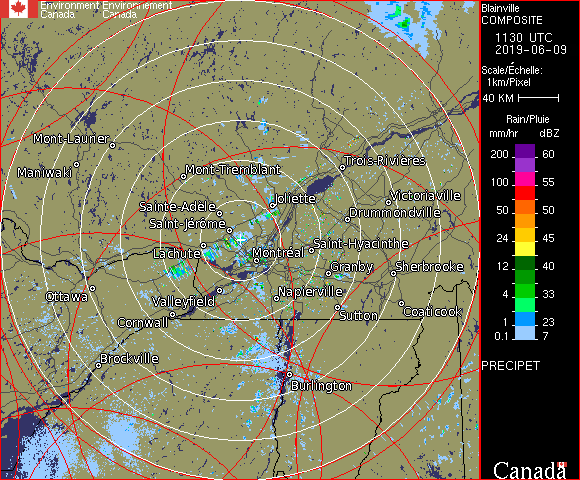 Environment Environnement
Canada Canada
Blainville
COMPOSITE
1130 UTC
2019-06-09
Scale/Échelle:
1km/Pixel
40 KM
Rain/Pluie
mm/hr dBZ
200 60
100 55
50 50
24 45
12 40
4 33
1 23
0.1 7
PRECIPET
Canada
Mont-Laurier
Maniwaki
Mont-Tremblant
Trois-Rivières
Joliette
Victoriaville
Sainte-Adèle
Drummondville
Saint-Jérôme
Saint-Hyacinthe
Lachute
Montréal
Granby
Sherbrooke
Ottawa
Valleyfield
Napierville
Cornwall
Sutton
Coaticook
Brockville
Burlington